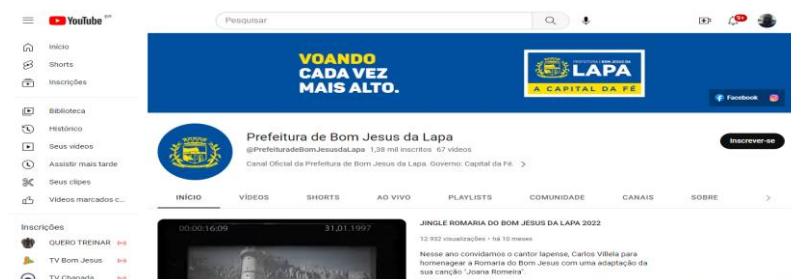 YouTube BR
Pesquisar
9+
Início
Shorts
Inscrições
Biblioteca
Histórico
Seus vídeos
Assistir mais tarde
Seus clipes
Vídeos marcados c...
Inscrições
QUERO TREINAR
TV Bom Jesus
TV Chapada
VOANDO
CADA VEZ
MAIS ALTO.
LAPA
A CAPITAL DA FÉ
Facebook
Prefeitura de Bom Jesus da Lapa
@PrefeituradeBomJesusdaLapa 1,38 mil inscritos 67 vídeos
Canal Oficial da Prefeitura de Bom Jesus da Lapa. Governo: Capital da Fé.
Inscrever-se
INÍCIO VÍDEOS SHORTS AO VIVO PLAYLISTS COMUNIDADE CANAIS SOBRE
00:00:16:09 31,01,1997
JINGLE ROMARIA DO BOM JESUS DA LAPA 2022
12.932 visualizações • há 10 meses
Nesse ano convidamos o cantor lapense, Carlos Villela para
homenagear a Romaria do Bom Jesus com uma adaptação da
sua canção "Joana Romeira".